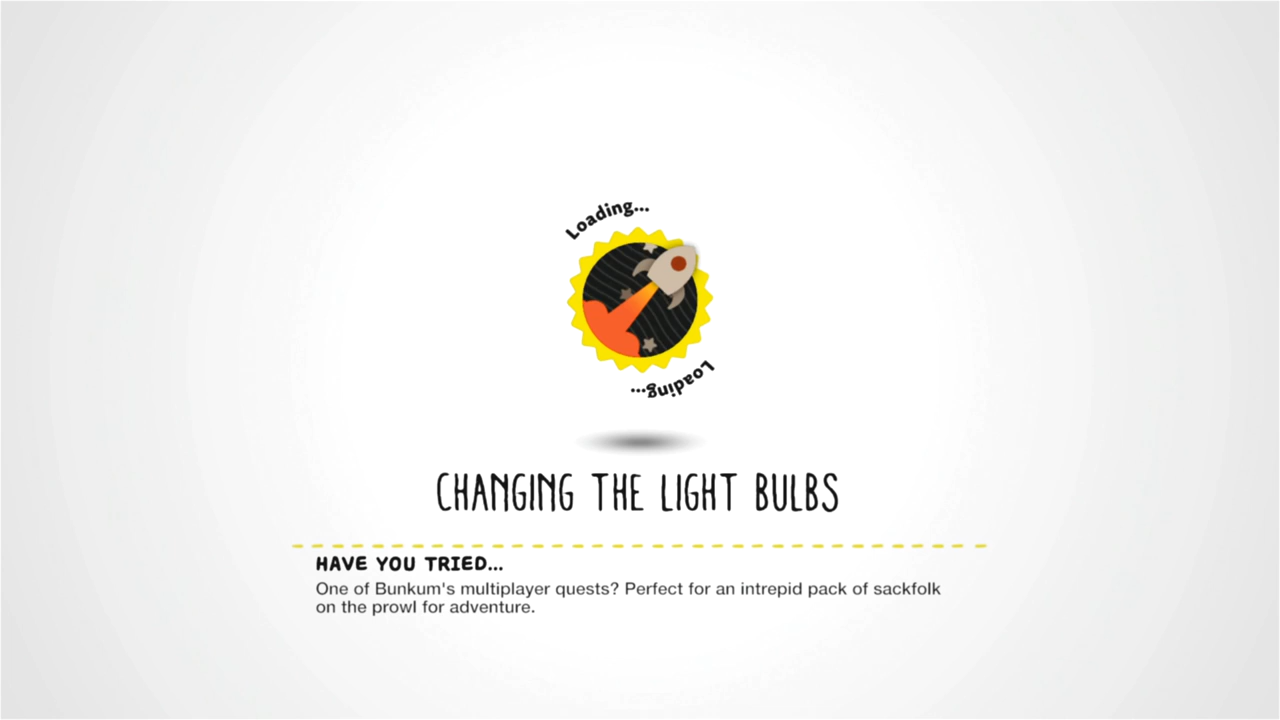 Loading...
Loading...
CHANGING THE LIGHT BULBS
HAVE YOU TRIED...
One of Bunkum's multiplayer quests? Perfect for an intrepid pack of sackfolk
on the prowl for adventure.